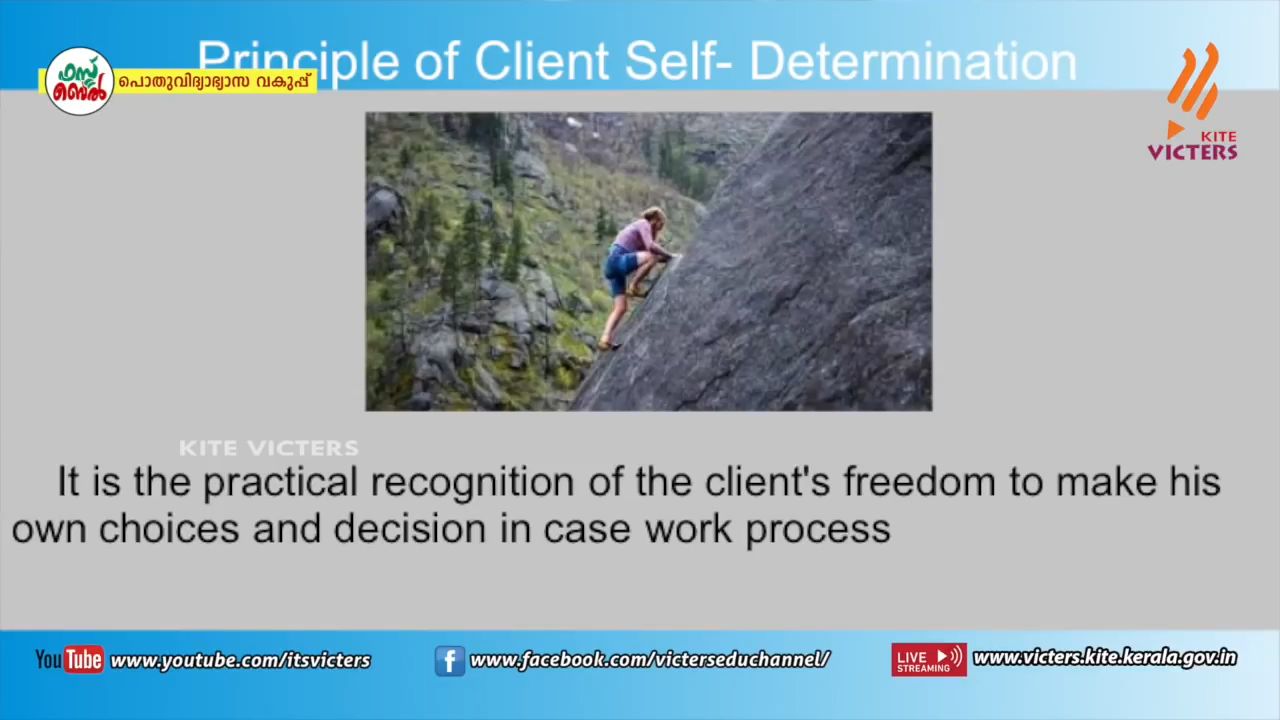 Principle of Client Self- Determination
ഫസ്റ്റ്
ബെൽ
പൊതുവിദ്യാഭ്യാസ വകുപ്പ്
KITE
VICTERS
KITE VICTERS
It is the practical recognition of the client's freedom to make his
own choices and decision in case work process
YouTube www.youtube.com/itsvicters
f www.facebook.com/victerseduchannel/
LIVE
STREAMING
www.victers.kite.kerala.gov.in